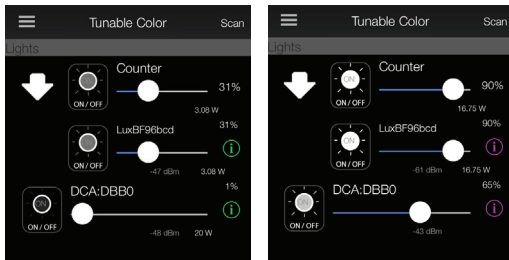 Tunable Color
Scan
Lights
Counter
ON
ON / OFF
31%
3.08 W
LuxBF96bcd
31%
ON
ON / OFF
-47 dBm
3.08 W
DCA:DBB0
1%
ON
ON / OFF
-48 dBm
20 W
Tunable Color
Scan
Lights
Counter
ON
ON / OFF
90%
16.75 W
LuxBF96bcd
90%
ON
ON / OFF
-61 dBm
16.75 W
DCA:DBB0
65%
ON
ON / OFF
-43 dBm